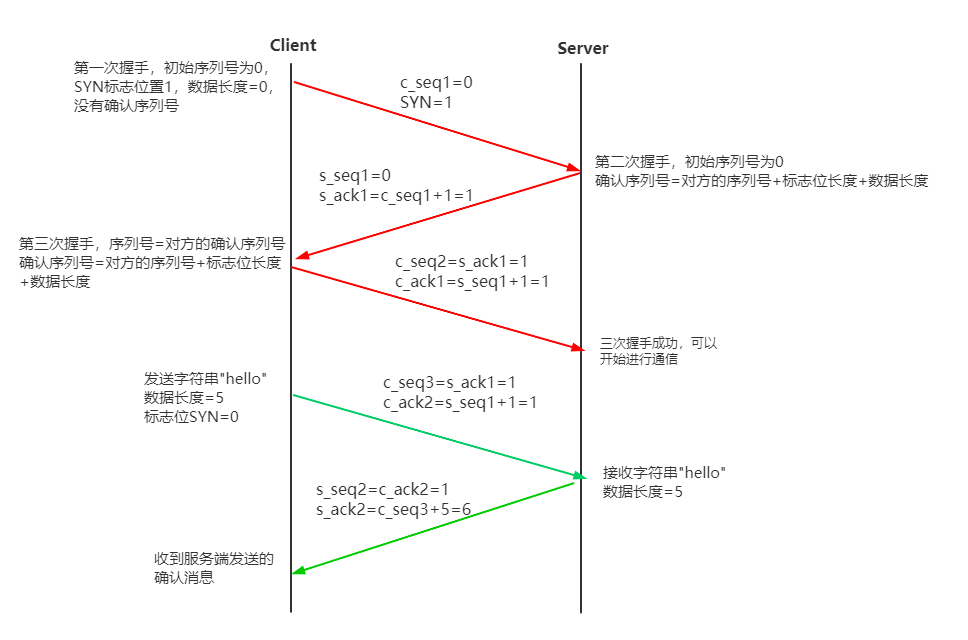 Client
Server
第一次握手，初始序列号为0，
SYN标志位置1，数据长度=0，
没有确认序列号
c_seq1=0
SYN=1
第二次握手，初始序列号为0
确认序列号=对方的序列号+标志位长度+数据长度
s_seq1=0
s_ack1=c_seq1+1=1
第三次握手，序列号=对方的确认序列号
确认序列号=对方的序列号+标志位长度
+数据长度
c_seq2=s_ack1=1
c_ack1=s_seq1+1=1
三次握手成功，可以
开始进行通信
发送字符串"hello"
数据长度=5
标志位SYN=0
c_seq3=s_ack1=1
c_ack2=s_seq1+1=1
接收字符串"hello"
数据长度=5
s_seq2=c_ack2=1
s_ack2=c_seq3+5=6
收到服务端发送的
确认消息